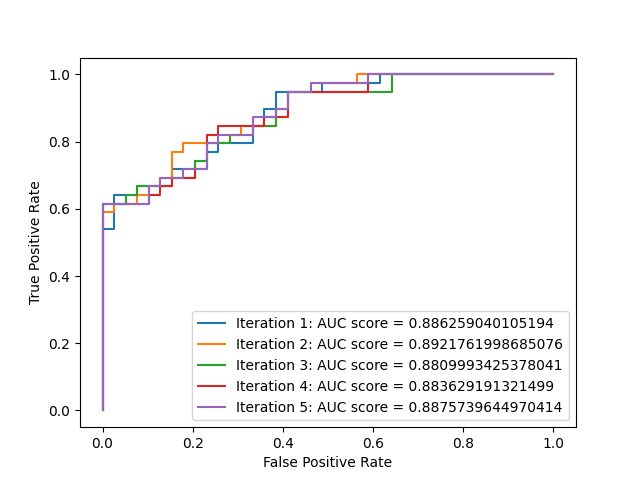 1.0
0.8
0.6
0.4
0.2
0.0
True Positive Rate
Iteration 1: AUC score = 0.886259040105194
Iteration 2: AUC score = 0.8921761998685076
Iteration 3: AUC score = 0.8809993425378041
Iteration 4: AUC score = 0.883629191321499
Iteration 5: AUC score = 0.8875739644970414
0.0 0.2 0.4 0.6 0.8 1.0
False Positive Rate